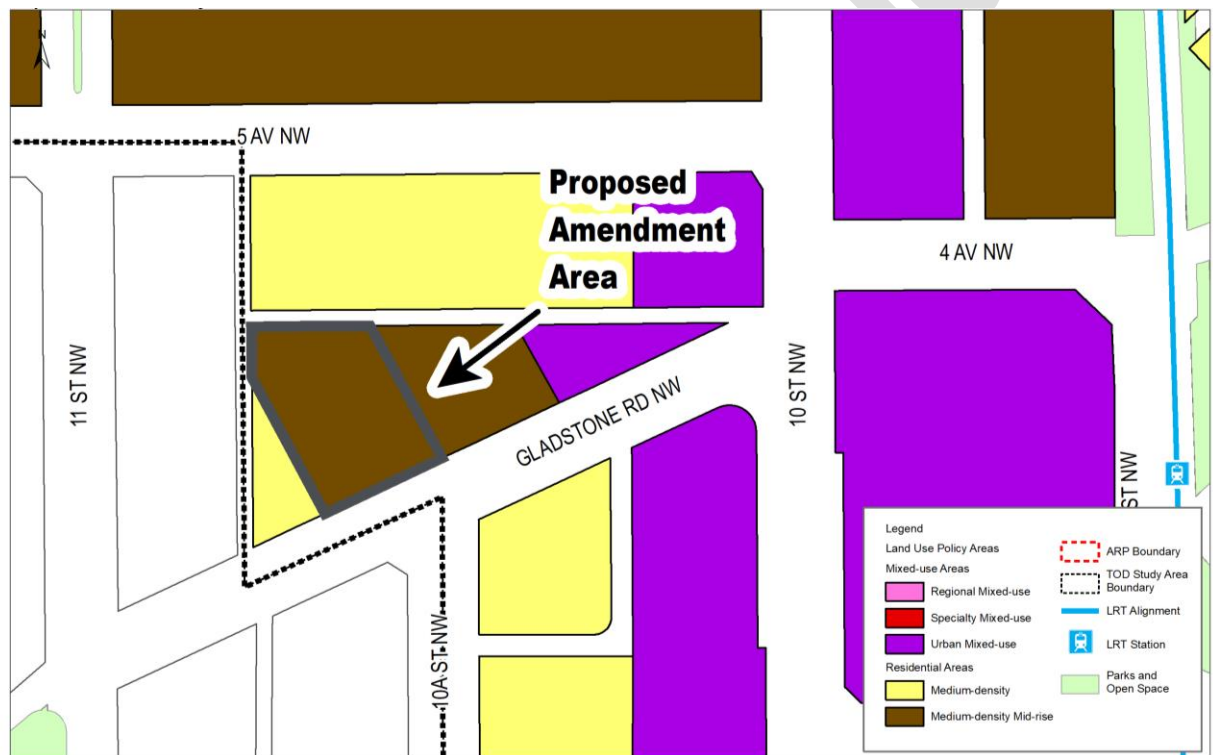 N
5 AV NW
Proposed
Amendment
Area
4 AV NW
11 ST NW
10 ST NW
GLADSTONE RD NW
ST NW
10A ST NW
Legend
Land Use Policy Areas
Mixed-use Areas
Regional Mixed-use
Specialty Mixed-use
Urban Mixed-use
Residential Areas
Medium-density
Medium-density Mid-rise
ARP Boundary
TOD Study Area
Boundary
LRT Alignment
LRT Station
Parks and
Open Space